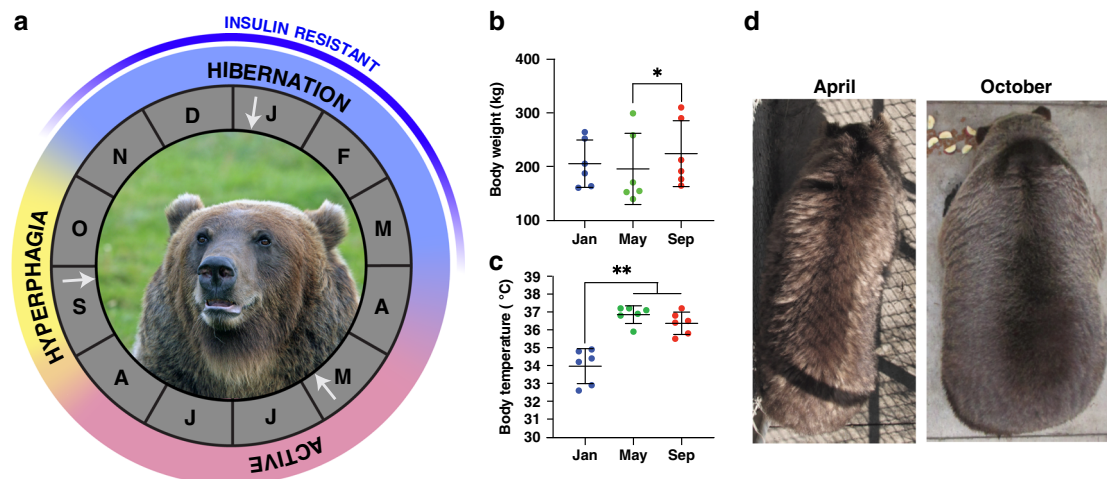 a
INSULIN RESISTANT
HIBERNATION
J
F
M
A
M
J
J
A
S
O
N
D
HYPERPHAGIA
ACTIVE
b
Body weight (kg)
400
300
200
100
*
Jan May Sep
c
Body temperature ( °C)
39
38
37
36
35
34
33
32
31
30
**
Jan May Sep
d
April
October